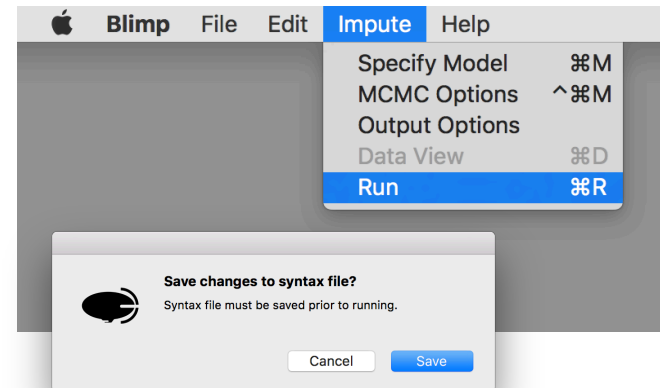 Blimp File Edit Impute Help
Specify Model ⌘M
MCMC Options ^⌘M
Output Options
Data View ⌘D
Run ⌘R
Save changes to syntax file?
Syntax file must be saved prior to running.
Cancel Save